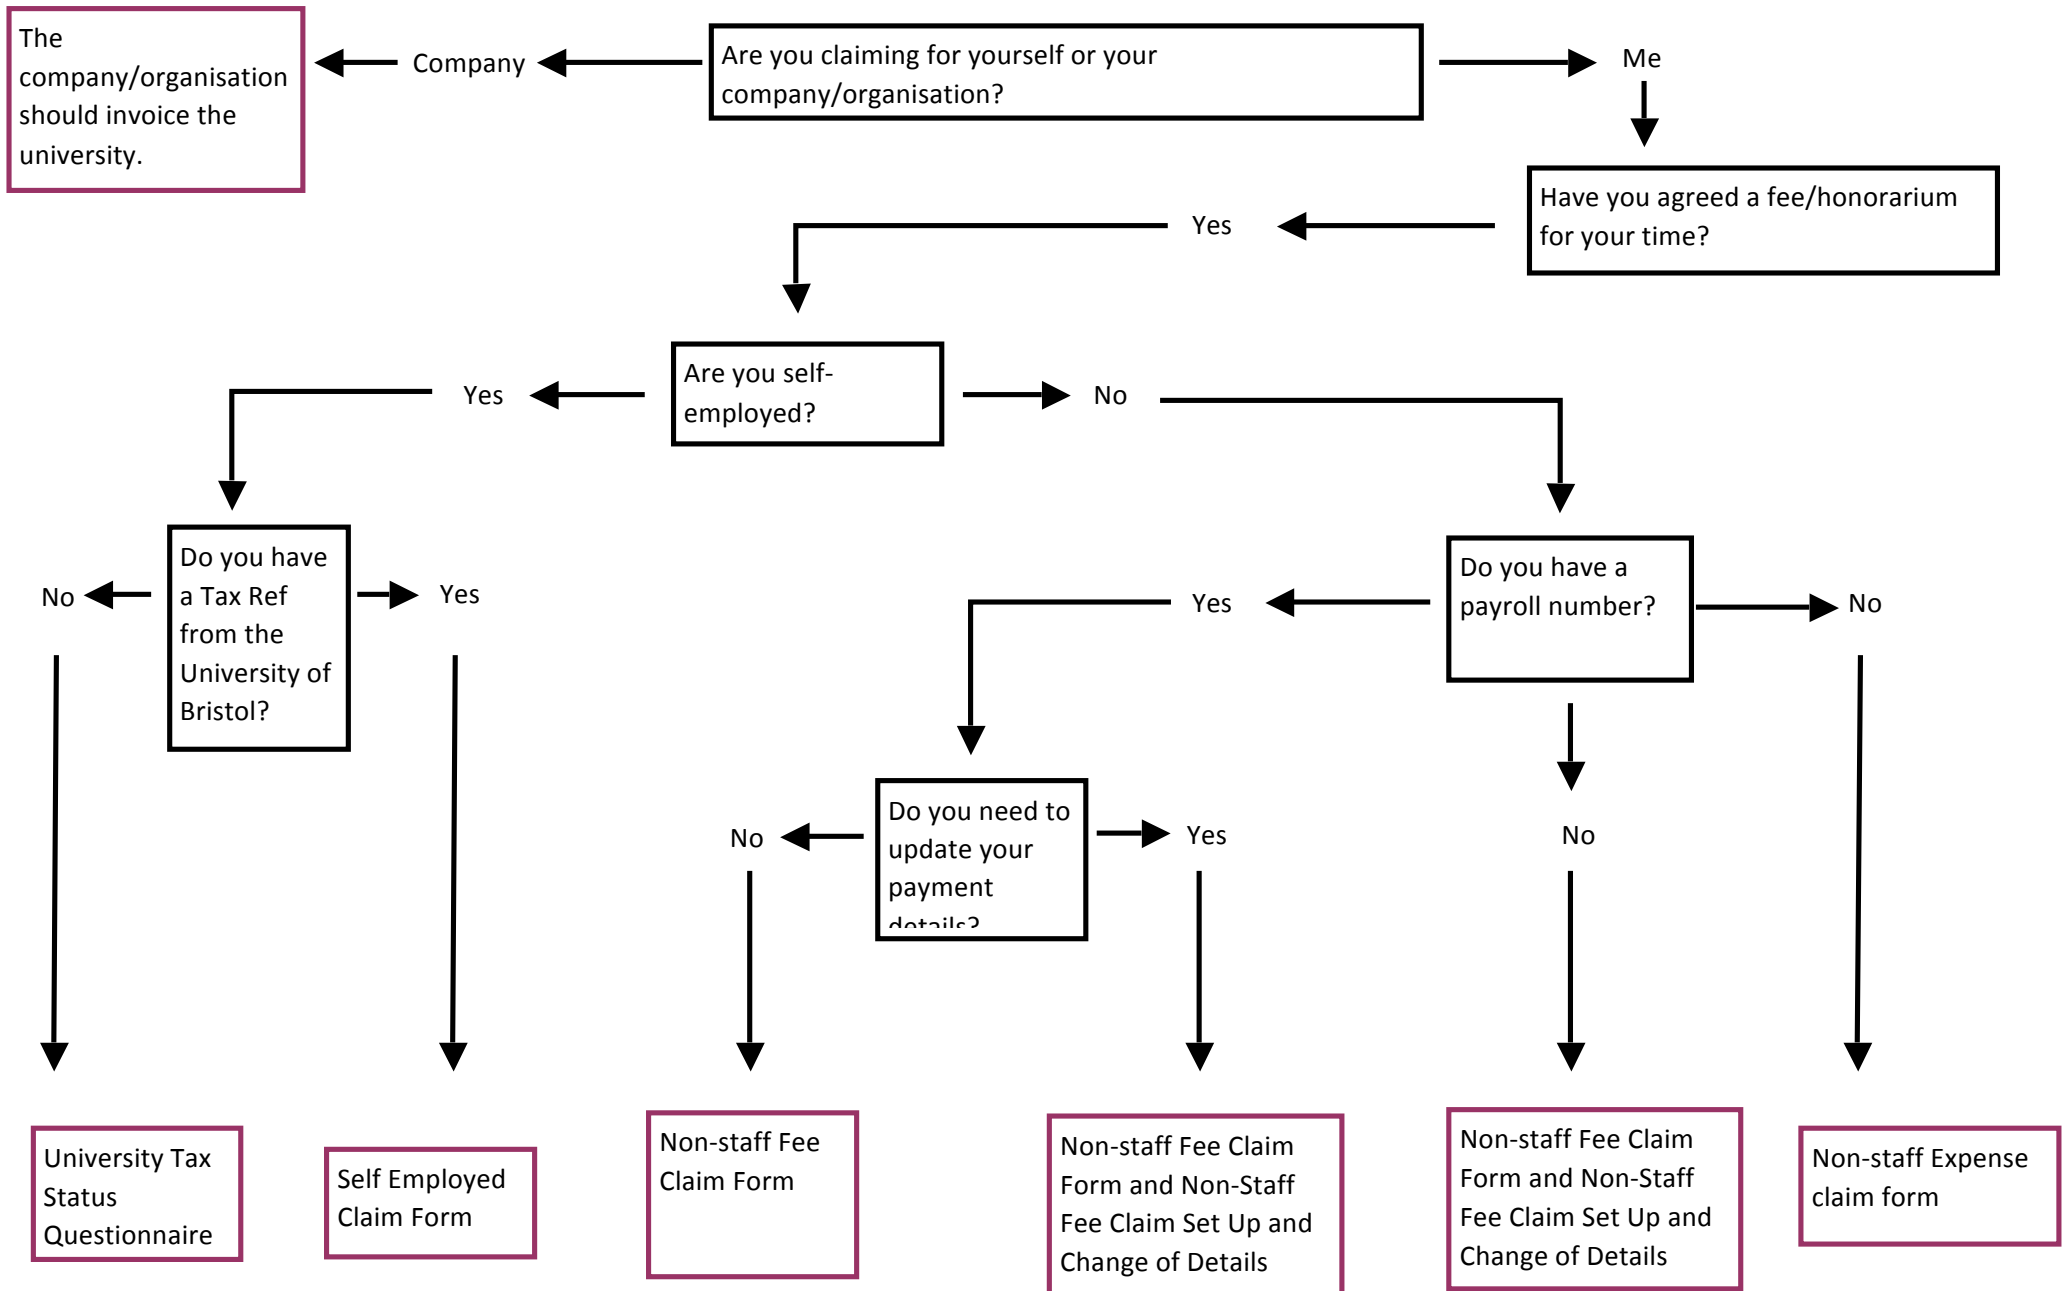 The
company/organisation
should invoice the
university.
Company
Are you claiming for yourself or your
company/organisation?
Me
Have you agreed a fee/honorarium
for your time?
Yes
Are you self-
employed?
Yes
No
Do you have
a Tax Ref
from the
University of
Bristol?
No
Yes
Do you have a
payroll number?
Yes
No
Do you need to
update your
payment
details?
No
Yes
No
University Tax
Status
Questionnaire
Self Employed
Claim Form
Non-staff Fee
Claim Form
Non-staff Fee Claim
Form and Non-Staff
Fee Claim Set Up and
Change of Details
Non-staff Fee Claim
Form and Non-Staff
Fee Claim Set Up and
Change of Details
Non-staff Expense
claim form